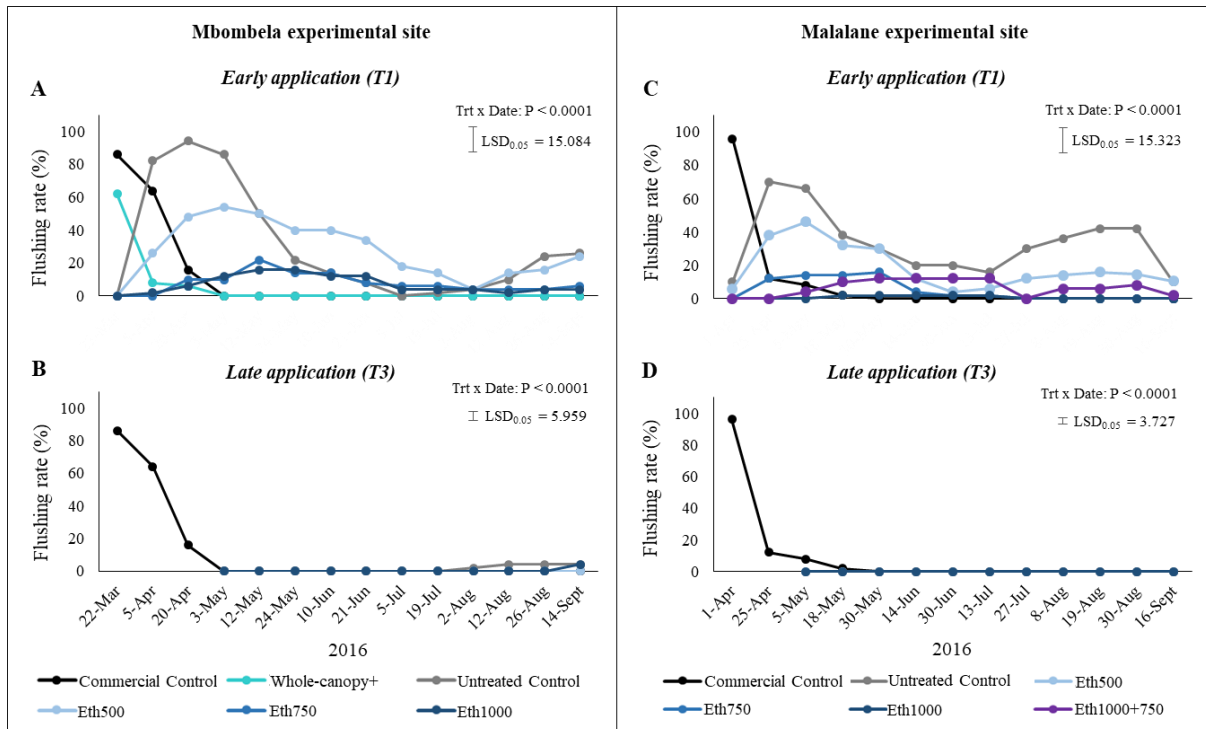 Mbombela experimental site
Early application (T1)
A
Trt x Date: P < 0.0001
LSD0.05 = 15.084
Flushing rate (%)
100
80
60
40
20
0
B
Late application (T3)
Trt x Date: P < 0.0001
LSD0.05 = 5.959
Flushing rate (%)
100
80
60
40
20
0
22-Mar
5-Apr
20-Apr
3-May
12-May
24-May
10-Jun
21-Jun
5-Jul
19-Jul
2-Aug
12-Aug
26-Aug
14-Sept
2016
Commercial Control
Whole-canopy+
Untreated Control
Eth500
Eth750
Eth1000
Malalane experimental site
Early application (T1)
C
Trt x Date: P < 0.0001
LSD0.05 = 15.323
Flushing rate (%)
100
80
60
40
20
0
D
Late application (T3)
Trt x Date: P < 0.0001
LSD0.05 = 3.727
Flushing rate (%)
100
80
60
40
20
0
1-Apr
25-Apr
5-May
18-May
30-May
14-Jun
30-Jun
13-Jul
27-Jul
8-Aug
19-Aug
30-Aug
16-Sept
2016
Commercial Control
Untreated Control
Eth500
Eth750
Eth1000
Eth1000+750